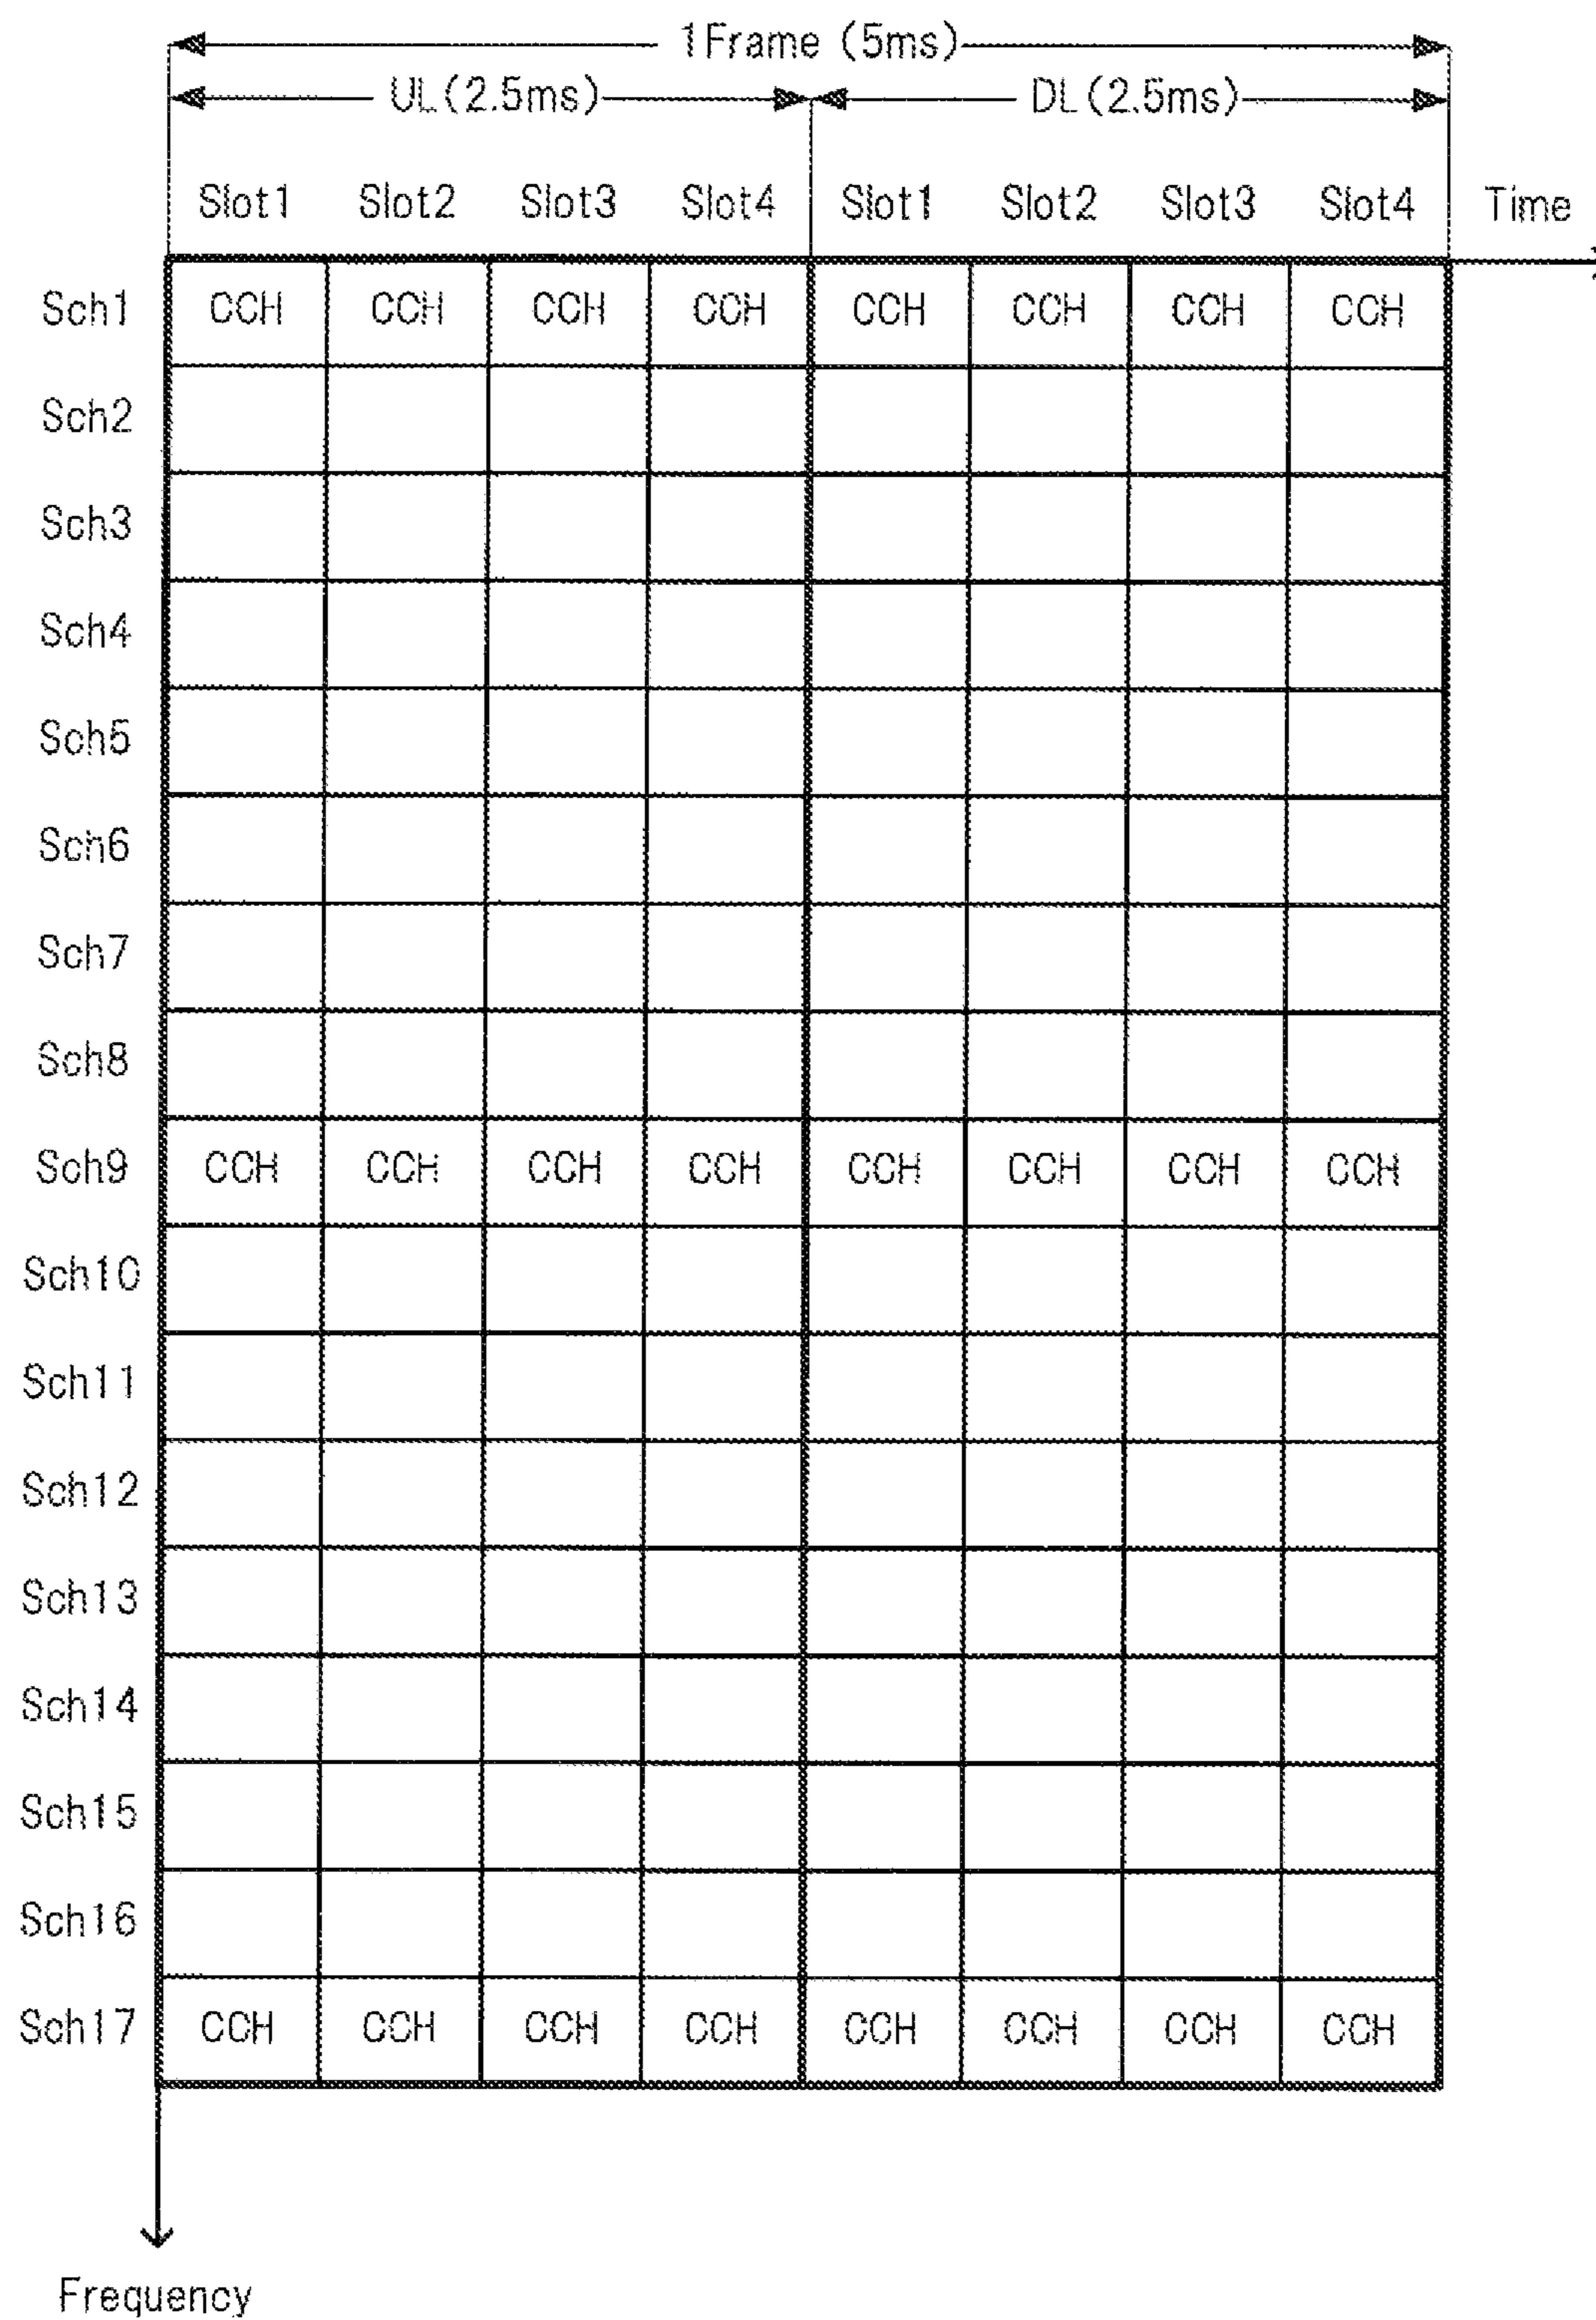 1Frame (5ms)
UL(2.5ms) DL(2.5ms)
Slot1 Slot2 Slot3 Slot4 Slot1 Slot2 Slot3 Slot4 Time
Sch1 CCH CCH CCH CCH CCH CCH CCH CCH
Sch2
Sch3
Sch4
Sch5
Sch6
Sch7
Sch8
Sch9 CCH CCH CCH CCH CCH CCH CCH CCH
Sch10
Sch11
Sch12
Sch13
Sch14
Sch15
Sch16
Sch17 CCH CCH CCH CCH CCH CCH CCH CCH
Frequency